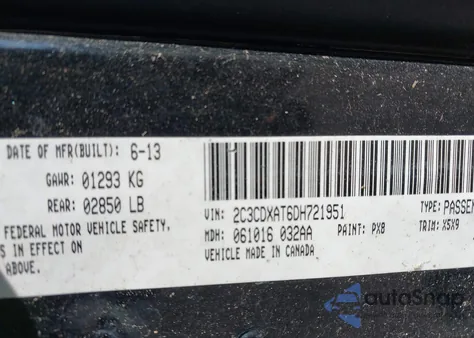 DATE OF MFR(BUILT): 6-13
GAWR: 01293 KG
REAR: 02850 LB
FEDERAL MOTOR VEHICLE SAFETY,
S IN EFFECT ON
ABOVE.
VIN: 2C3CDXAT6DH721951
TYPE: PASSEN
MDH: 061016 032AA
PAINT: PX8
TRIM: X5X9
VEHICLE MADE IN CANADA
autoSnap